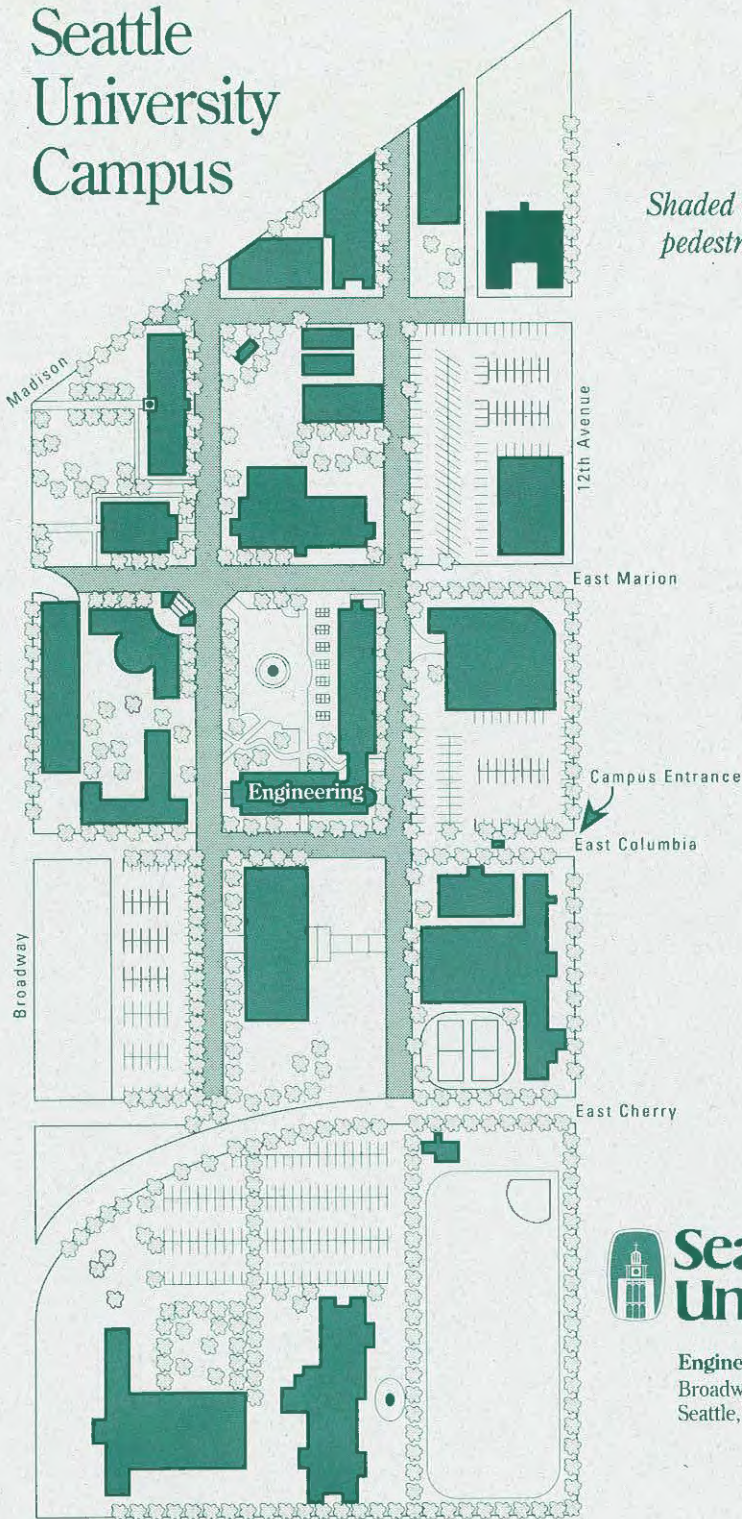 Seattle
University
Campus
Shaded
pedestr
Madison
12th Avenue
East Marion
Engineering
Campus Entrance
East Columbia
Broadway
East Cherry
Sea
Un
Engine
Broadw
Seattle,